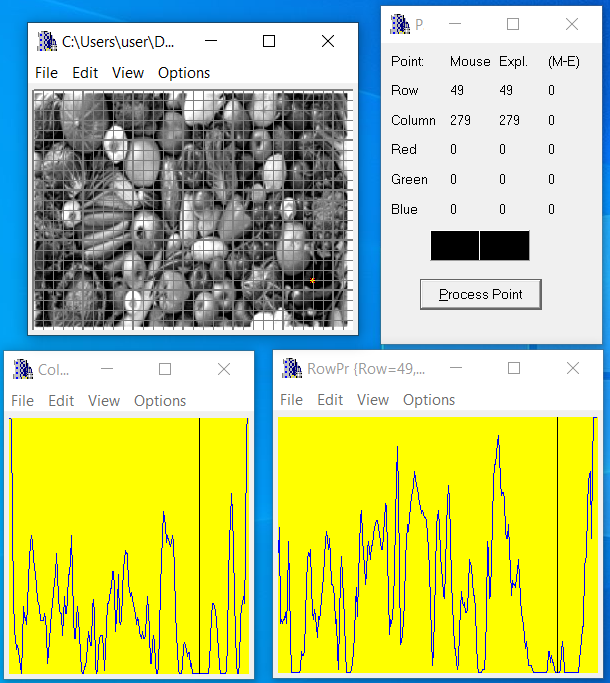 C:\Users\user\D...
File Edit View Options
P
Point: Mouse Expl. (M-E)
Row 49 49 0
Column 279 279 0
Red 0 0 0
Green 0 0 0
Blue 0 0 0
Process Point
Col...
File Edit View Options
RowPr {Row=49,...
File Edit View Options